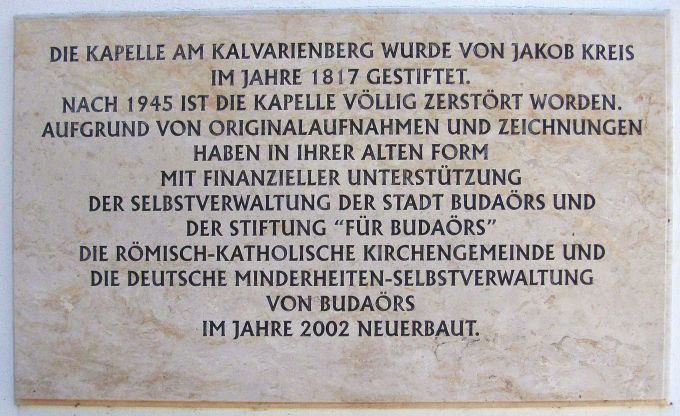 DIE KAPELLE AM KALVARIENBERG WURDE VON JAKOB KREIS
IM JAHRE 1817 GESTIFTET.
NACH 1945 IST DIE KAPELLE VÖLLIG ZERSTÖRT WORDEN.
AUFGRUND VON ORIGINALAUFNAHMEN UND ZEICHNUNGEN
HABEN IN IHRER ALTEN FORM
MIT FINANZIELLER UNTERSTÜTZUNG
DER SELBSTVERWALTUNG DER STADT BUDAÖRS UND
DER STIFTUNG “FÜR BUDAÖRS”
DIE RÖMISCH-KATHOLISCHE KIRCHENGEMEINDE UND
DIE DEUTSCHE MINDERHEITEN-SELBSTVERWALTUNG
VON BUDAÖRS
IM JAHRE 2002 NEUERBAUT.